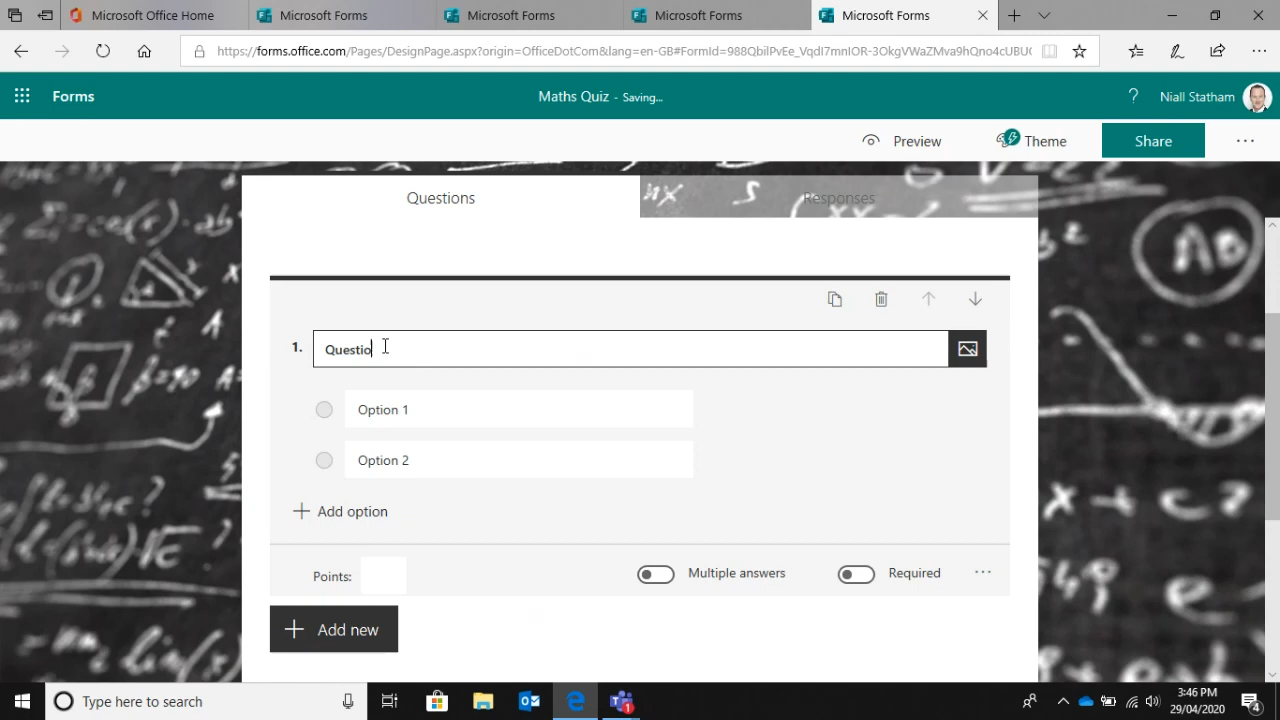 Microsoft Office Home
Microsoft Forms
Microsoft Forms
Microsoft Forms
Microsoft Forms
https://forms.office.com/Pages/DesignPage.aspx?origin=OfficeDotCom&lang=en-GB#FormId=988QbilPvEe_VqdI7mnIOR-3OkgVWaZMva9hQno4cUBUC
Forms
Maths Quiz - Saving...
?
Niall Statham
Preview
Theme
Share
Questions
Responses
1.
Questio
Option 1
Option 2
Add option
Points:
Multiple answers
Required
Add new
Type here to search
1
3:46 PM
29/04/2020
4